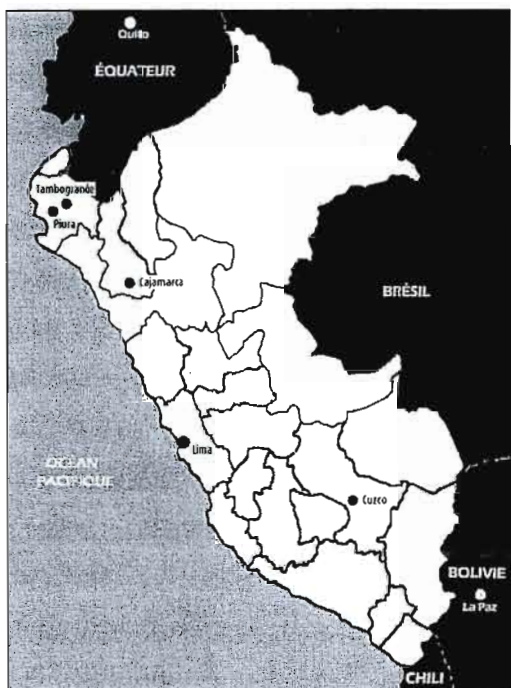 Quito
ÉQUATEUR
Tambogrande
Piura
Cajamarca
BRÉSIL
Lima
OCÉAN
PACIFIQUE
Cuzco
BOLIVIE
La Paz
CHILI